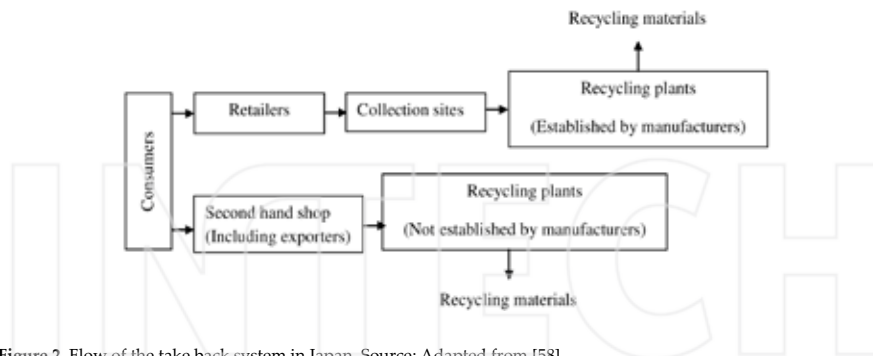 Recycling materials
Recycling plants
(Established by manufacturers)
Retailers
Collection sites
Consumers
Second hand shop
(Including exporters)
Recycling plants
(Not established by manufacturers)
Recycling materials
INTECH
Figure 2. Flow of the take back system in Japan. Source: Adapted from [58]